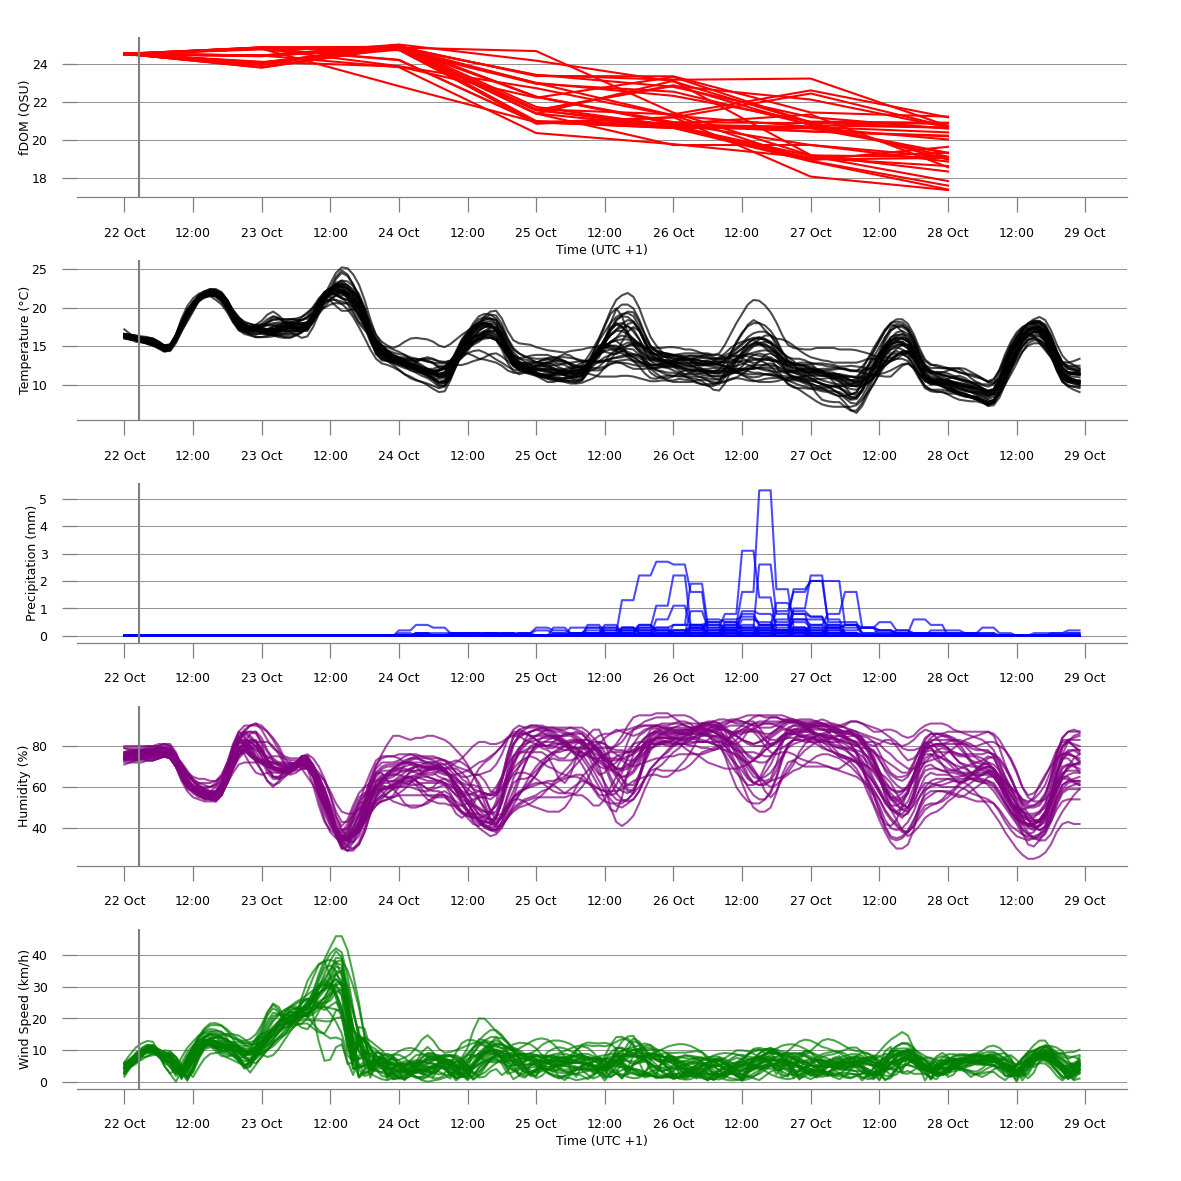 fDOM (QSU)
24
22
20
18
22 Oct 12:00 23 Oct 12:00 24 Oct 12:00 25 Oct 12:00 26 Oct 12:00 27 Oct 12:00 28 Oct 12:00 29 Oct
Time (UTC +1)
Temperature (°C)
25
20
15
10
22 Oct 12:00 23 Oct 12:00 24 Oct 12:00 25 Oct 12:00 26 Oct 12:00 27 Oct 12:00 28 Oct 12:00 29 Oct
Precipitation (mm)
5
4
3
2
1
0
22 Oct 12:00 23 Oct 12:00 24 Oct 12:00 25 Oct 12:00 26 Oct 12:00 27 Oct 12:00 28 Oct 12:00 29 Oct
Humidity (%)
80
60
40
22 Oct 12:00 23 Oct 12:00 24 Oct 12:00 25 Oct 12:00 26 Oct 12:00 27 Oct 12:00 28 Oct 12:00 29 Oct
Wind Speed (km/h)
40
30
20
10
0
22 Oct 12:00 23 Oct 12:00 24 Oct 12:00 25 Oct 12:00 26 Oct 12:00 27 Oct 12:00 28 Oct 12:00 29 Oct
Time (UTC +1)